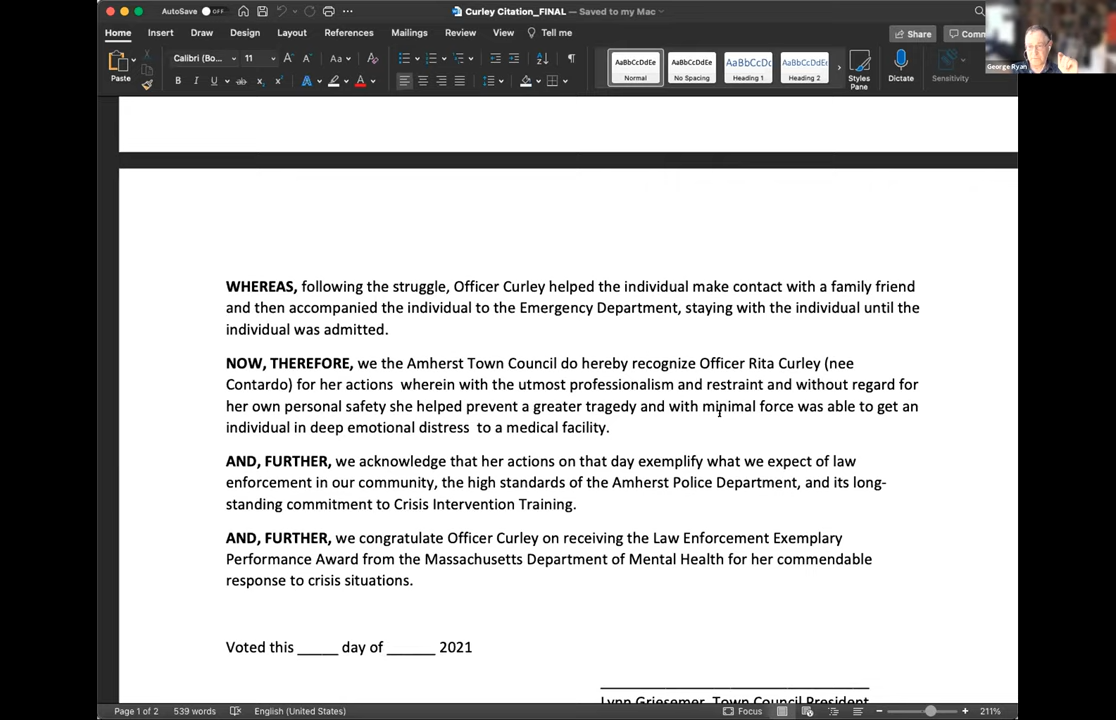 AutoSave OFF
Curley Citation_FINAL — Saved to my Mac
Home Insert Draw Design Layout References Mailings Review View Tell me
Share Comm
Paste
Calibri (Bo... 11
AaBbCcDdEe AaBbCcDdEe AaBbCcDc AaBbCcDdEe
Normal No Spacing Heading 1 Heading 2
Styles Pane
Dictate
Sensitivity
George Ryan
WHEREAS, following the struggle, Officer Curley helped the individual make contact with a family friend
and then accompanied the individual to the Emergency Department, staying with the individual until the
individual was admitted.
NOW, THEREFORE, we the Amherst Town Council do hereby recognize Officer Rita Curley (nee
Contardo) for her actions  wherein with the utmost professionalism and restraint and without regard for
her own personal safety she helped prevent a greater tragedy and with minimal force was able to get an
individual in deep emotional distress  to a medical facility.
AND, FURTHER, we acknowledge that her actions on that day exemplify what we expect of law
enforcement in our community, the high standards of the Amherst Police Department, and its long-
standing commitment to Crisis Intervention Training.
AND, FURTHER, we congratulate Officer Curley on receiving the Law Enforcement Exemplary
Performance Award from the Massachusetts Department of Mental Health for her commendable
response to crisis situations.
Voted this _____ day of ______ 2021
Lynn Griesemer, Town Council President
Page 1 of 2 539 words English (United States) Focus 211%